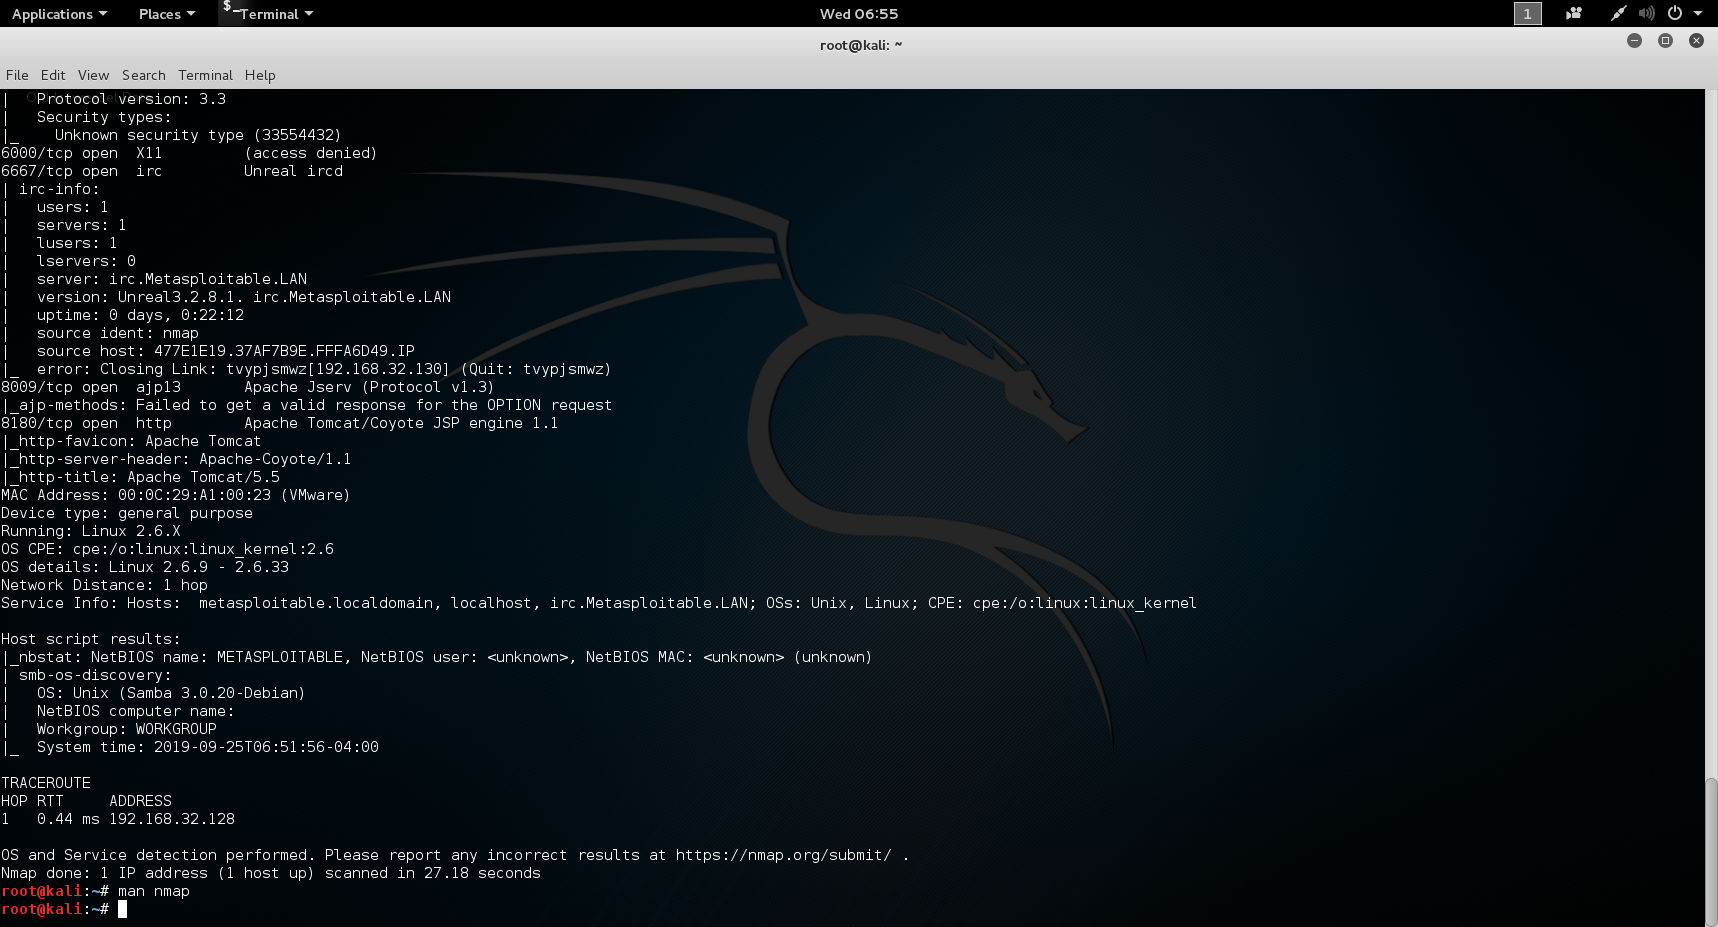 Applications Places $_ Terminal Wed 06:55 1
root@kali: ~
File Edit View Search Terminal Help
|   Protocol version: 3.3
|   Security types:
|_    Unknown security type (33554432)
6000/tcp open  X11         (access denied)
6667/tcp open  irc         Unreal ircd
| irc-info:
|   users: 1
|   servers: 1
|   lusers: 1
|   lservers: 0
|   server: irc.Metasploitable.LAN
|   version: Unreal3.2.8.1. irc.Metasploitable.LAN
|   uptime: 0 days, 0:22:12
|   source ident: nmap
|   source host: 477E1E19.37AF7B9E.FFFA6D49.IP
|_  error: Closing Link: tvypjsmwz[192.168.32.130] (Quit: tvypjsmwz)
8009/tcp open  ajp13       Apache Jserv (Protocol v1.3)
|_ajp-methods: Failed to get a valid response for the OPTION request
8180/tcp open  http        Apache Tomcat/Coyote JSP engine 1.1
|_http-favicon: Apache Tomcat
|_http-server-header: Apache-Coyote/1.1
|_http-title: Apache Tomcat/5.5
MAC Address: 00:0C:29:A1:00:23 (VMware)
Device type: general purpose
Running: Linux 2.6.X
OS CPE: cpe:/o:linux:linux_kernel:2.6
OS details: Linux 2.6.9 - 2.6.33
Network Distance: 1 hop
Service Info: Hosts:  metasploitable.localdomain, localhost, irc.Metasploitable.LAN; OSs: Unix, Linux; CPE: cpe:/o:linux:linux_kernel
Host script results:
|_nbstat: NetBIOS name: METASPLOITABLE, NetBIOS user: <unknown>, NetBIOS MAC: <unknown> (unknown)
| smb-os-discovery:
|   OS: Unix (Samba 3.0.20-Debian)
|   NetBIOS computer name:
|   Workgroup: WORKGROUP
|_  System time: 2019-09-25T06:51:56-04:00
TRACEROUTE
HOP RTT     ADDRESS
1   0.44 ms 192.168.32.128
OS and Service detection performed. Please report any incorrect results at https://nmap.org/submit/ .
Nmap done: 1 IP address (1 host up) scanned in 27.18 seconds
root@kali:~# man nmap
root@kali:~#